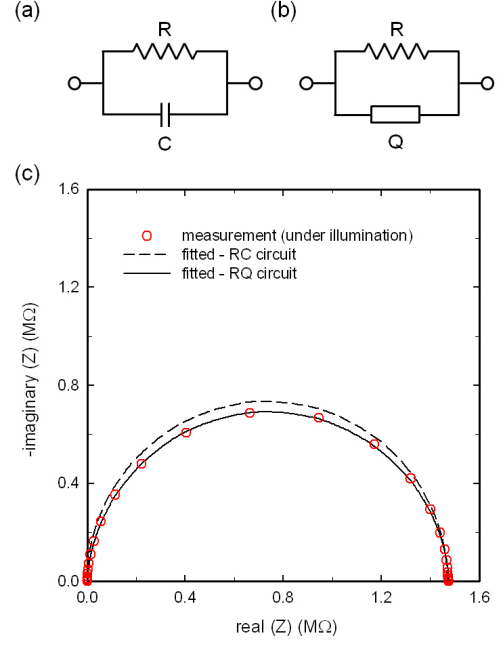 (a)
(b)
R
R
C
Q
(c)
measurement (under illumination)
fitted - RC circuit
fitted - RQ circuit
-imaginary (Z) (MΩ)
1.6
1.2
0.8
0.4
0.0
0.0 0.4 0.8 1.2 1.6
real (Z) (MΩ)